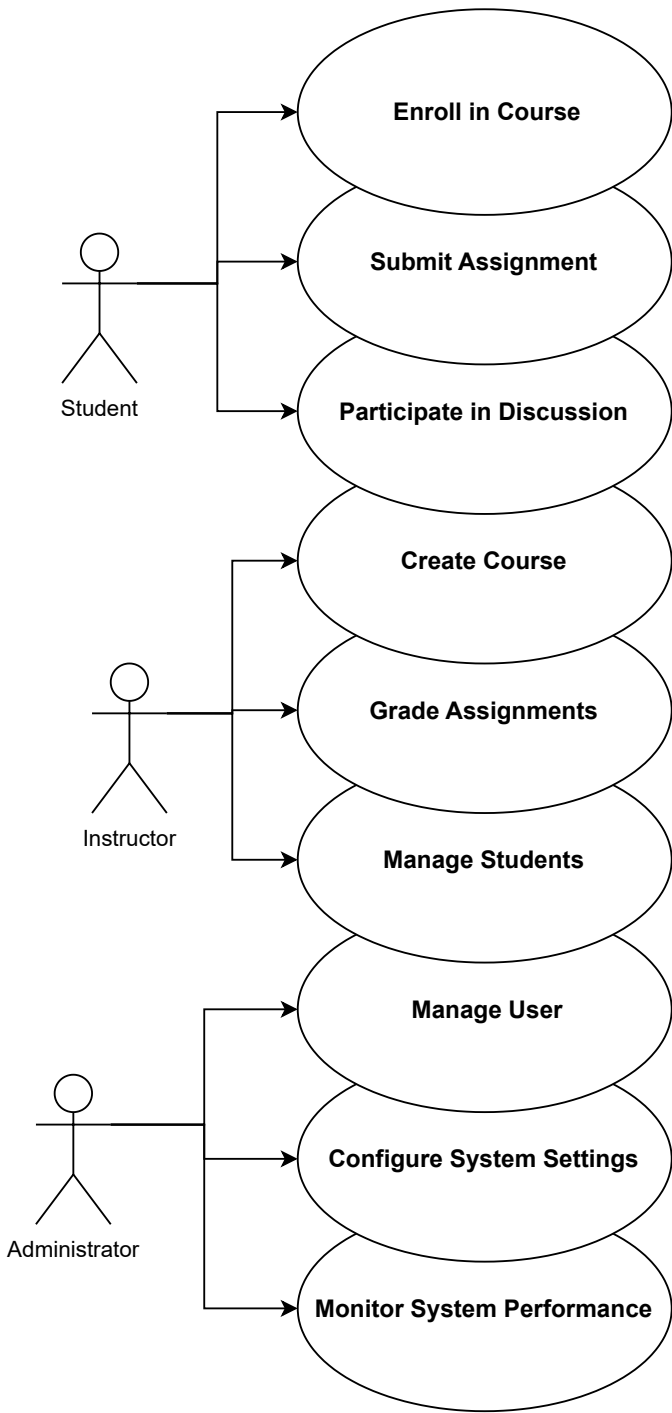 Enroll in Course
Submit Assignment
Participate in Discussion
Student
Create Course
Grade Assignments
Manage Students
Instructor
Manage User
Configure System Settings
Monitor System Performance
Administrator